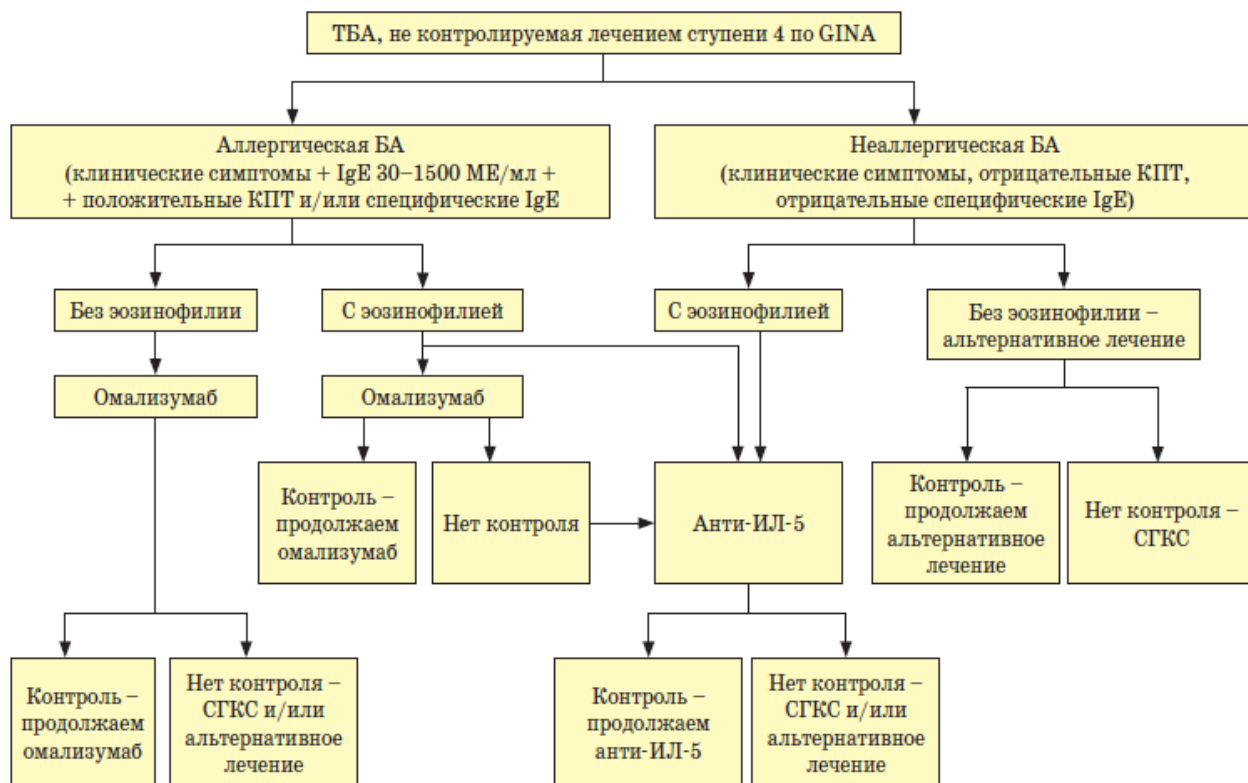 ТБА, не контролируемая лечением ступени 4 по GINA
Аллергическая БА
(клинические симптомы + IgE 30–1500 МЕ/мл +
+ положительные КПТ и/или специфические IgE
Неаллергическая БА
(клинические симптомы, отрицательные КПТ,
отрицательные специфические IgE)
Без эозинофилии
С эозинофилией
С эозинофилией
Без эозинофилии –
альтернативное лечение
Омализумаб
Омализумаб
Контроль –
продолжаем
омализумаб
Нет контроля
Анти-ИЛ-5
Контроль –
продолжаем
альтернативное
лечение
Нет контроля –
СГКС
Контроль –
продолжаем
омализумаб
Нет контроля –
СГКС и/или
альтернативное
лечение
Контроль –
продолжаем
анти-ИЛ-5
Нет контроля –
СГКС и/или
альтернативное
лечение